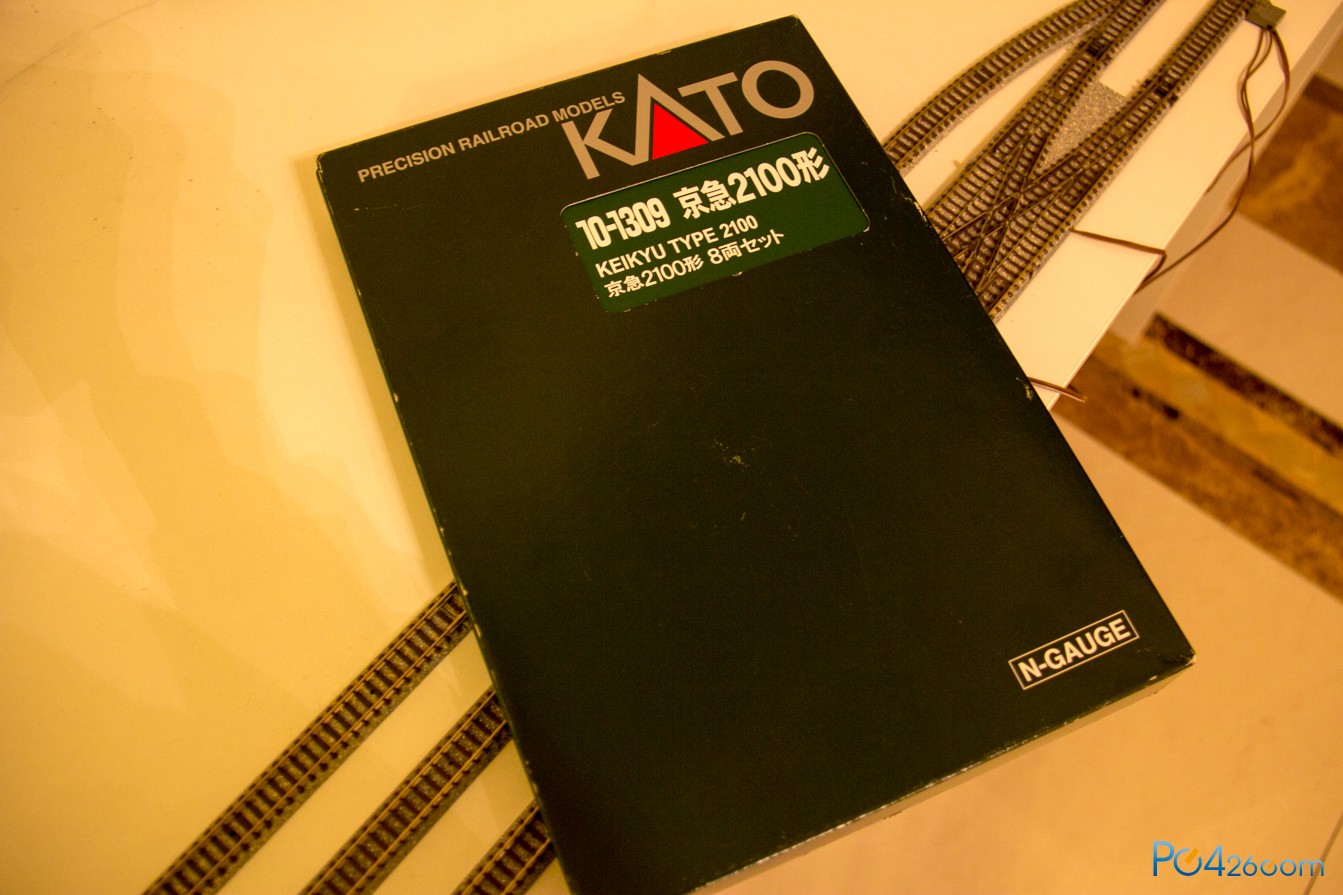 PRECISION RAILROAD MODELS KATO
10-1309 京急2100形
KEIKYU TYPE 2100
京急2100形 8両セット
N-GAUGE
PO426com